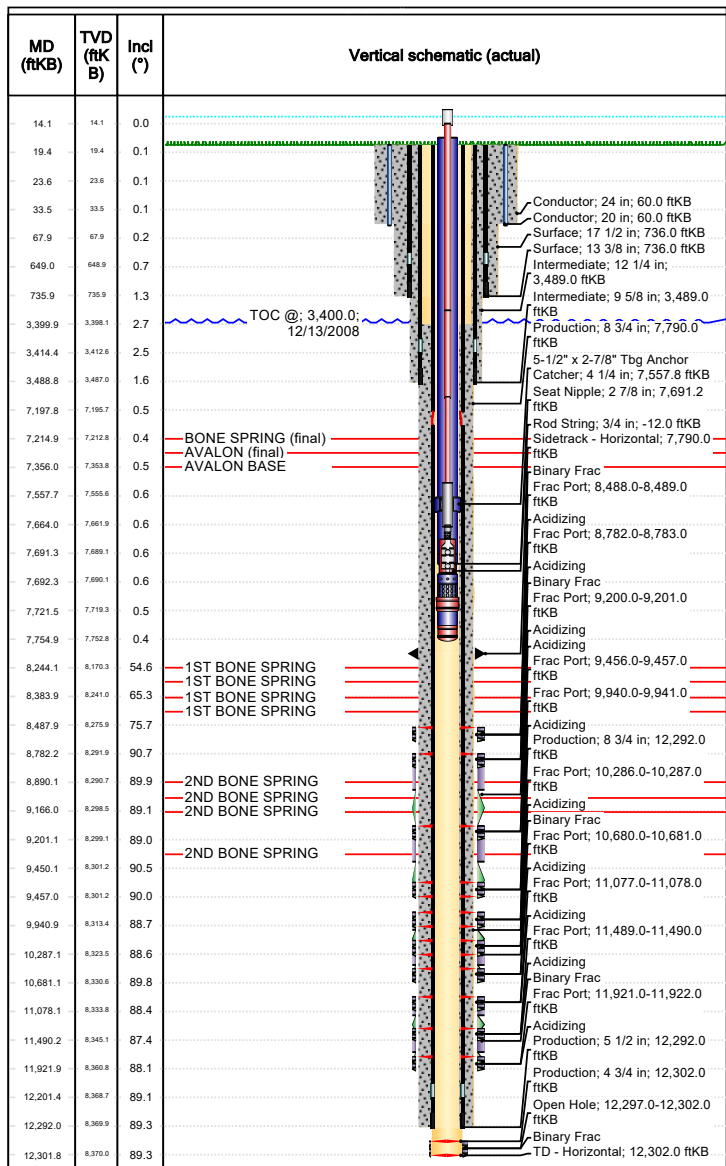 MD (ftKB)
TVD (ftK B)
Incl (°)
Vertical schematic (actual)
14.1 14.1 0.0
19.4 19.4 0.1
23.6 23.6 0.1
33.5 33.5 0.1
67.9 67.9 0.2
649.0 648.9 0.7
735.9 735.9 1.3
3,399.9 3,398.1 2.7
3,414.4 3,412.6 2.5
3,488.8 3,487.0 1.6
7,197.8 7,195.7 0.5
7,214.9 7,212.8 0.4
7,356.0 7,353.8 0.5
7,557.7 7,555.6 0.6
7,664.0 7,661.9 0.6
7,691.3 7,689.1 0.6
7,692.3 7,690.1 0.6
7,721.5 7,719.3 0.5
7,754.9 7,752.8 0.4
8,244.1 8,170.3 54.6
8,383.9 8,241.0 65.3
8,487.9 8,275.9 75.7
8,782.2 8,291.9 90.7
8,890.1 8,290.7 89.9
9,166.0 8,298.5 89.1
9,201.1 8,299.1 89.0
9,450.1 8,301.2 90.5
9,457.0 8,301.2 90.0
9,940.9 8,313.4 88.7
10,287.1 8,323.5 88.6
10,681.1 8,330.6 89.8
11,078.1 8,333.8 88.4
11,490.2 8,345.1 87.4
11,921.9 8,360.8 88.1
12,201.4 8,368.7 89.1
12,292.0 8,369.9 89.3
12,301.8 8,370.0 89.3
TOC @; 3,400.0;
12/13/2008
BONE SPRING (final)
AVALON (final)
AVALON BASE
1ST BONE SPRING
1ST BONE SPRING
1ST BONE SPRING
1ST BONE SPRING
2ND BONE SPRING
2ND BONE SPRING
2ND BONE SPRING
2ND BONE SPRING
Conductor; 24 in; 60.0 ftKB
Conductor; 20 in; 60.0 ftKB
Surface; 17 1/2 in; 736.0 ftKB
Surface; 13 3/8 in; 736.0 ftKB
Intermediate; 12 1/4 in;
3,489.0 ftKB
Intermediate; 9 5/8 in; 3,489.0
ftKB
Production; 8 3/4 in; 7,790.0
ftKB
5-1/2" x 2-7/8" Tbg Anchor
Catcher; 4 1/4 in; 7,557.8 ftKB
Seat Nipple; 2 7/8 in; 7,691.2
ftKB
Rod String; 3/4 in; -12.0 ftKB
Sidetrack - Horizontal; 7,790.0
ftKB
Binary Frac
Frac Port; 8,488.0-8,489.0
ftKB
Acidizing
Frac Port; 8,782.0-8,783.0
ftKB
Acidizing
Binary Frac
Frac Port; 9,200.0-9,201.0
ftKB
Acidizing
Acidizing
Frac Port; 9,456.0-9,457.0
ftKB
Frac Port; 9,940.0-9,941.0
ftKB
Acidizing
Production; 8 3/4 in; 12,292.0
ftKB
Frac Port; 10,286.0-10,287.0
ftKB
Acidizing
Binary Frac
Frac Port; 10,680.0-10,681.0
ftKB
Acidizing
Frac Port; 11,077.0-11,078.0
ftKB
Acidizing
Frac Port; 11,489.0-11,490.0
ftKB
Acidizing
Binary Frac
Frac Port; 11,921.0-11,922.0
ftKB
Acidizing
Production; 5 1/2 in; 12,292.0
ftKB
Production; 4 3/4 in; 12,302.0
ftKB
Open Hole; 12,297.0-12,302.0
ftKB
Binary Frac
TD - Horizontal; 12,302.0 ftKB